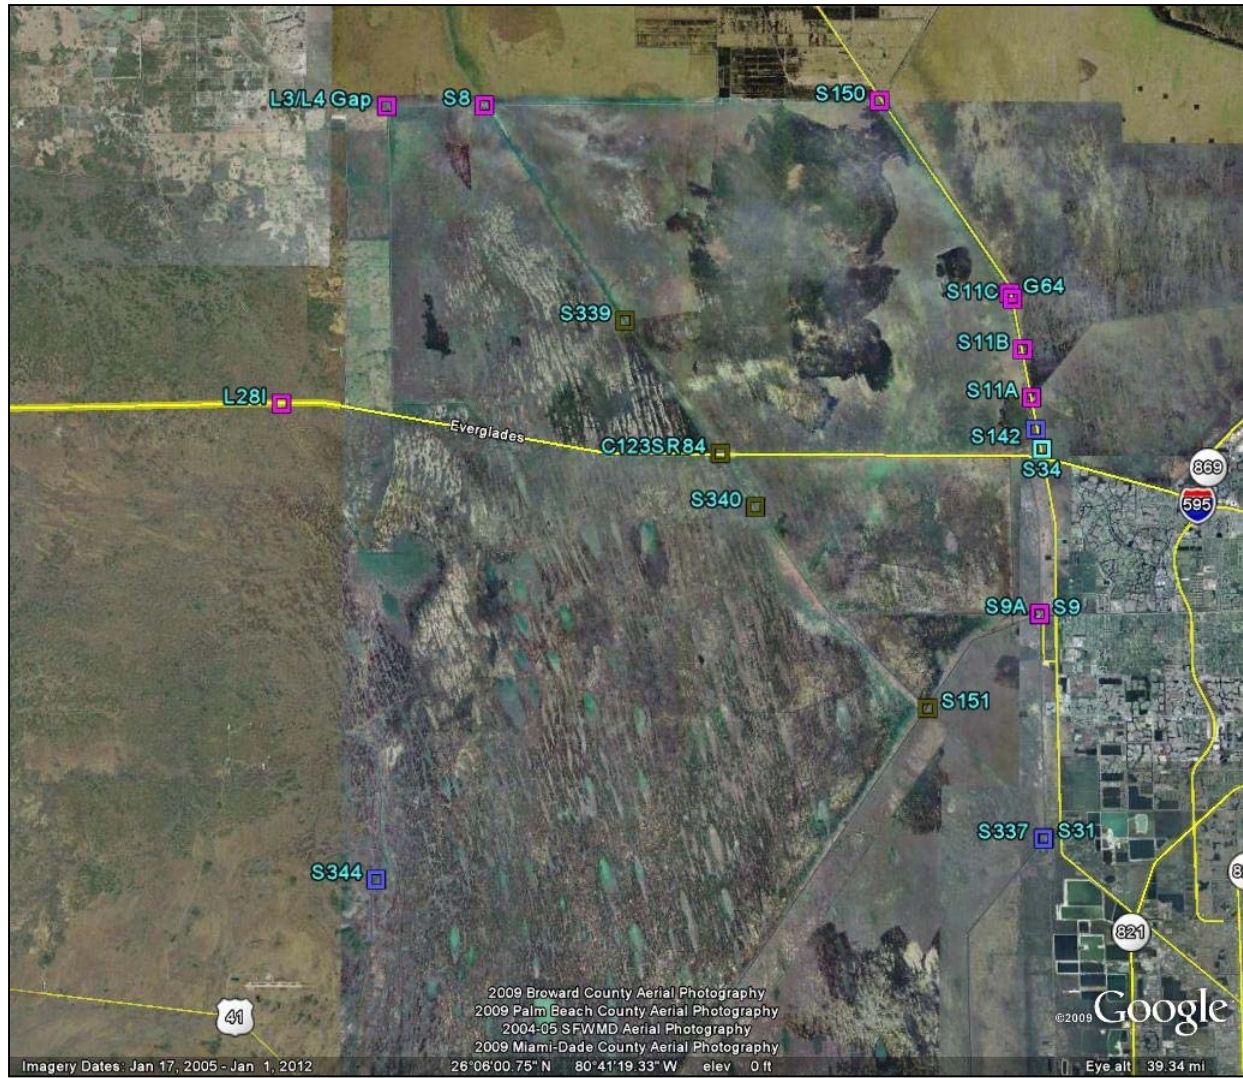 L3/L4 Gap
S8
S150
S11C
G64
S339
S11B
S11A
L28I
Everglades
S142
C123SR84
S34
869
595
S340
S9A
S9
S151
S337
S31
S344
821
41
2009 Broward County Aerial Photography
2009 Palm Beach County Aerial Photography
2004-05 SFWMD Aerial Photography
2009 Miami-Dade County Aerial Photography
©2009 Google
Imagery Dates: Jan 17, 2005 - Jan 1, 2012
26°06'00.75" N 80°41'19.33" W elev 0 ft
Eye alt 39.34 mi